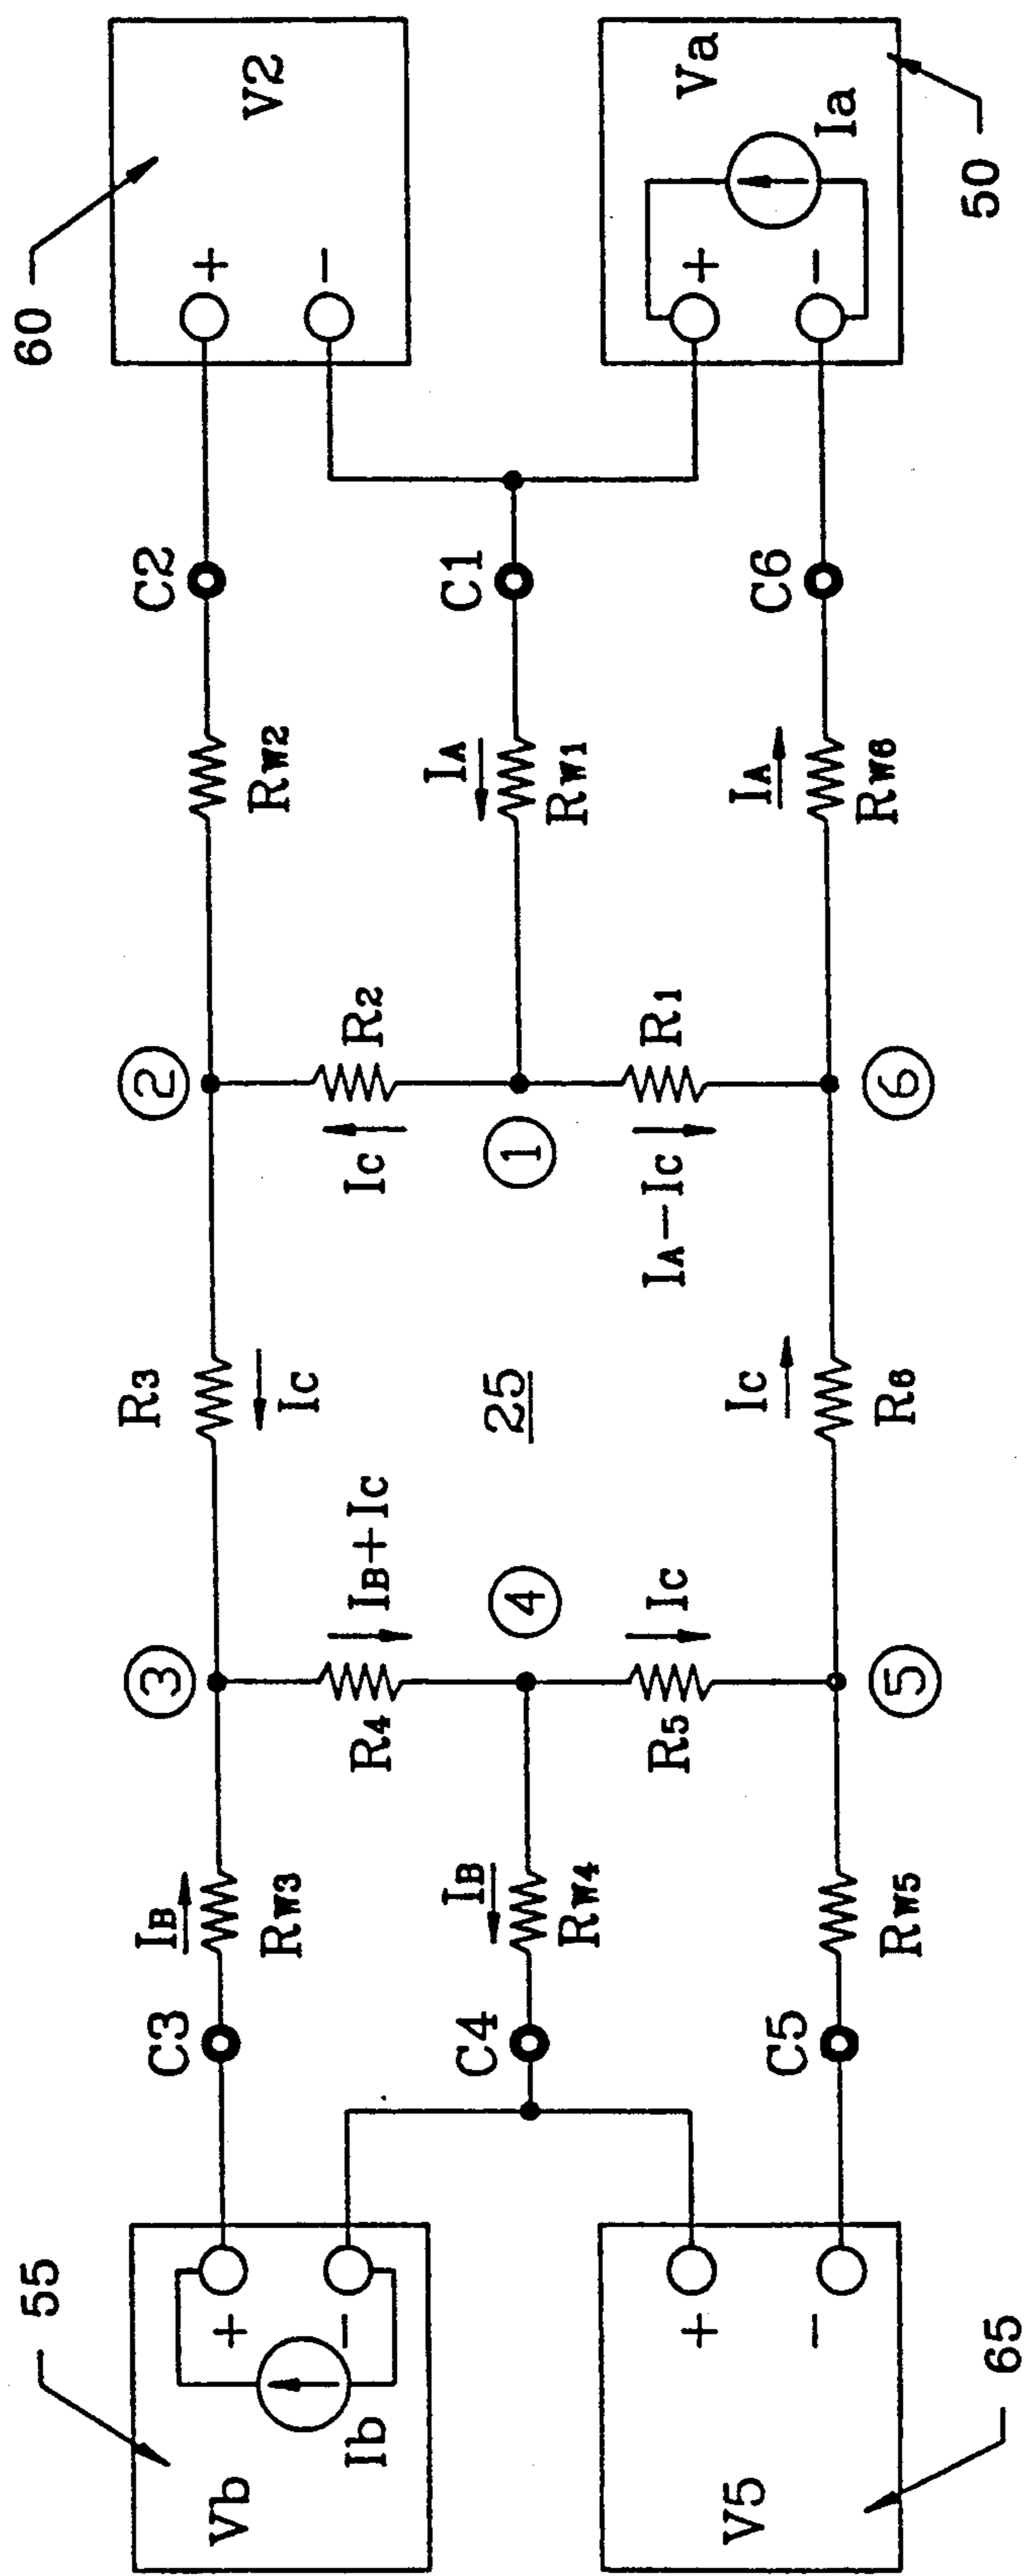 60
V2
+
-
C2
RW2
②
R2
IC
R3
IC
③
IB+IC
R4
IB
RW3
C3
55
+
-
Ib
Vb
Va
Ia
50
+
-
C1
IA
RW1
①
R1
IA-IC
C6
IA
RW6
⑥
25
IC
R6
④
IC
R5
⑤
IB
RW4
C4
RW5
C5
+
-
V5
65